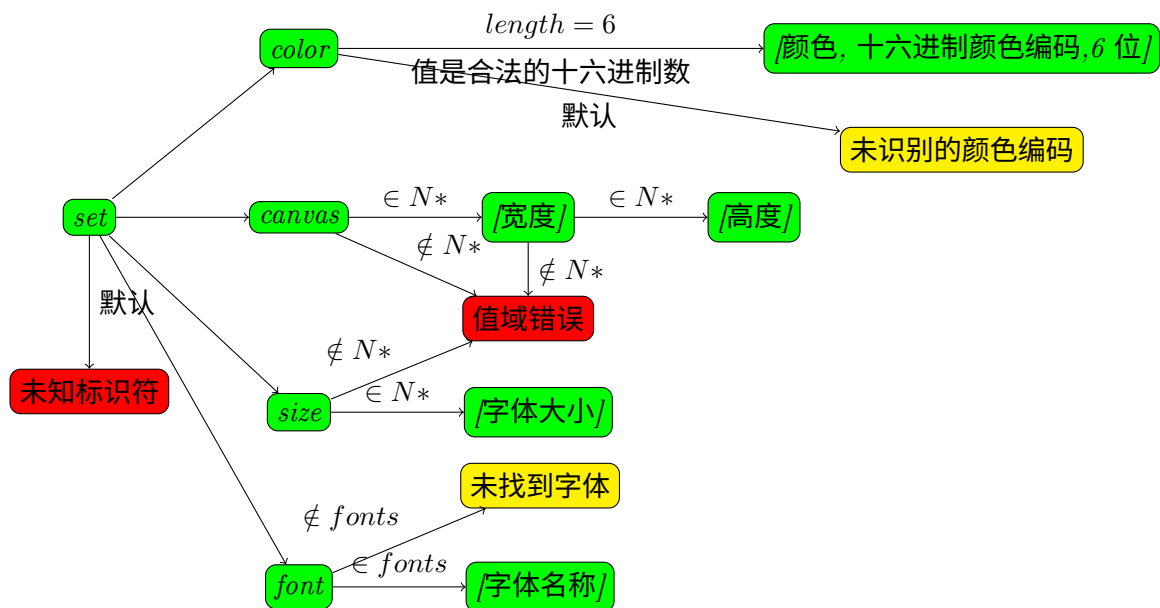 length = 6
color
[颜色, 十六进制颜色编码,6 位]
值是合法的十六进制数
默认
未识别的颜色编码
set
canvas
∈ N*
[宽度]
∈ N*
[高度]
∉ N*
∉ N*
默认
值域错误
∉ N*
未知标识符
∈ N*
size
[字体大小]
未找到字体
∉ fonts
∈ fonts
font
[字体名称]